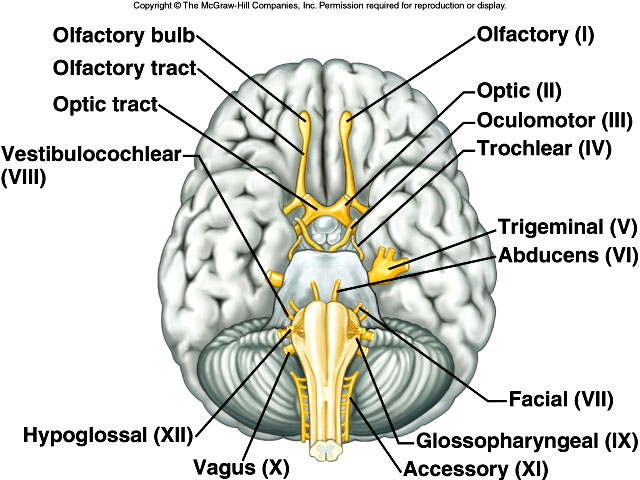 Copyright © The McGraw-Hill Companies, Inc. Permission required for reproduction or display.
Olfactory bulb
Olfactory (I)
Olfactory tract
Optic (II)
Optic tract
Oculomotor (III)
Trochlear (IV)
Vestibulocochlear
(VIII)
Trigeminal (V)
Abducens (VI)
Facial (VII)
Hypoglossal (XII)
Glossopharyngeal (IX)
Vagus (X)
Accessory (XI)